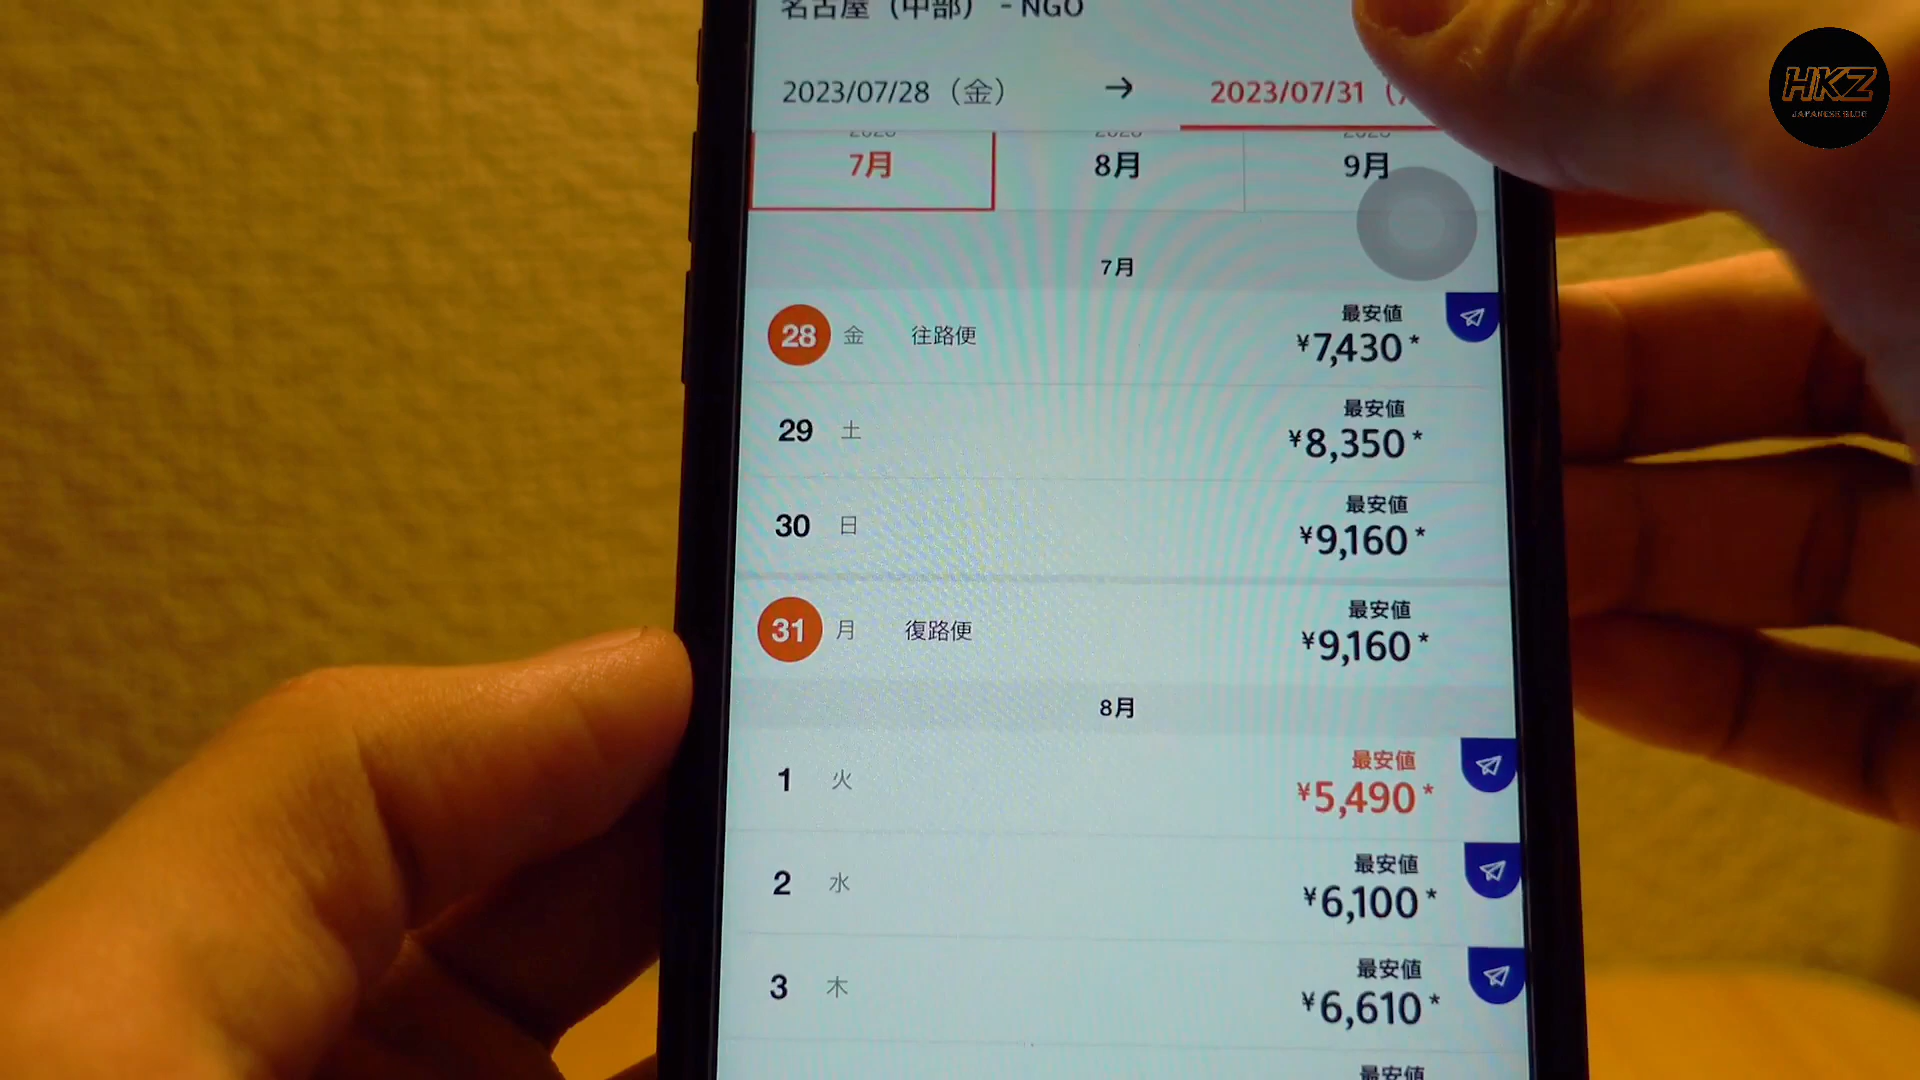 名古屋（中部） - NGO
HKZ
JAPANESE BLOG
2023/07/28（金） → 2023/07/31（
7月 8月 9月
7月
28 金 往路便 最安値 ¥7,430*
29 土 最安値 ¥8,350*
30 日 最安値 ¥9,160*
31 月 復路便 最安値 ¥9,160*
8月
1 火 最安値 ¥5,490*
2 水 最安値 ¥6,100*
3 木 最安値 ¥6,610*
最安値